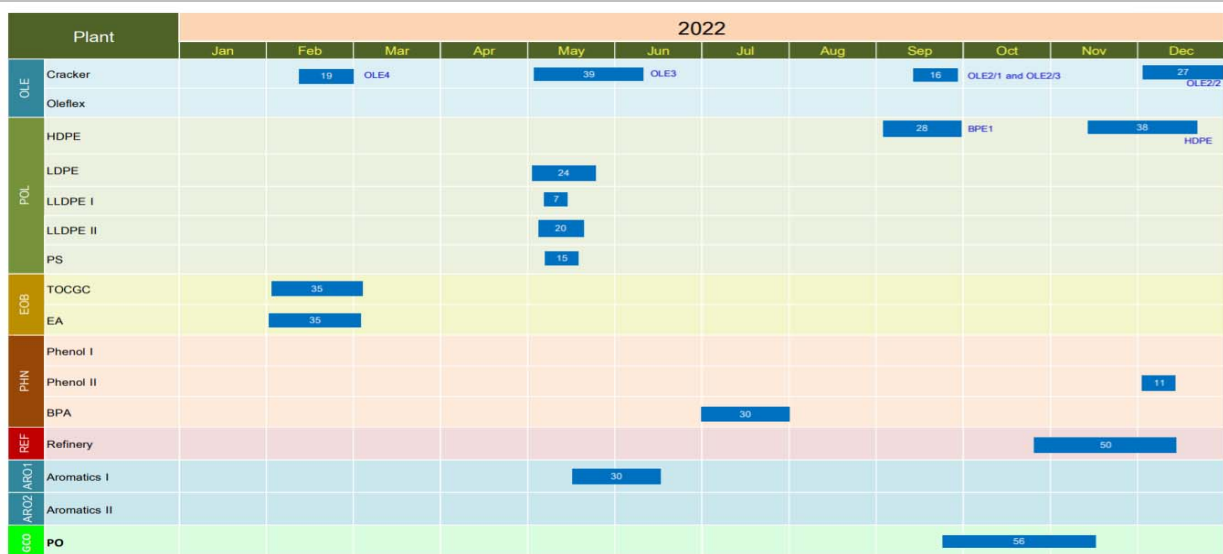 Plant
2022
Jan Feb Mar Apr May Jun Jul Aug Sep Oct Nov Dec
OLE
Cracker 19 OLE4 39 OLE3 16 OLE2/1 and OLE2/3 27 OLE2/2
Oleflex
POL
HDPE 28 BPE1 38 HDPE
LDPE 24
LLDPE I 7
LLDPE II 20
PS 15
EOB
TOCGC 35
EA 35
PHN
Phenol I
Phenol II 11
BPA 30
REF
Refinery 50
ARO1
Aromatics I 30
ARO2
Aromatics II
GCO
PO 56